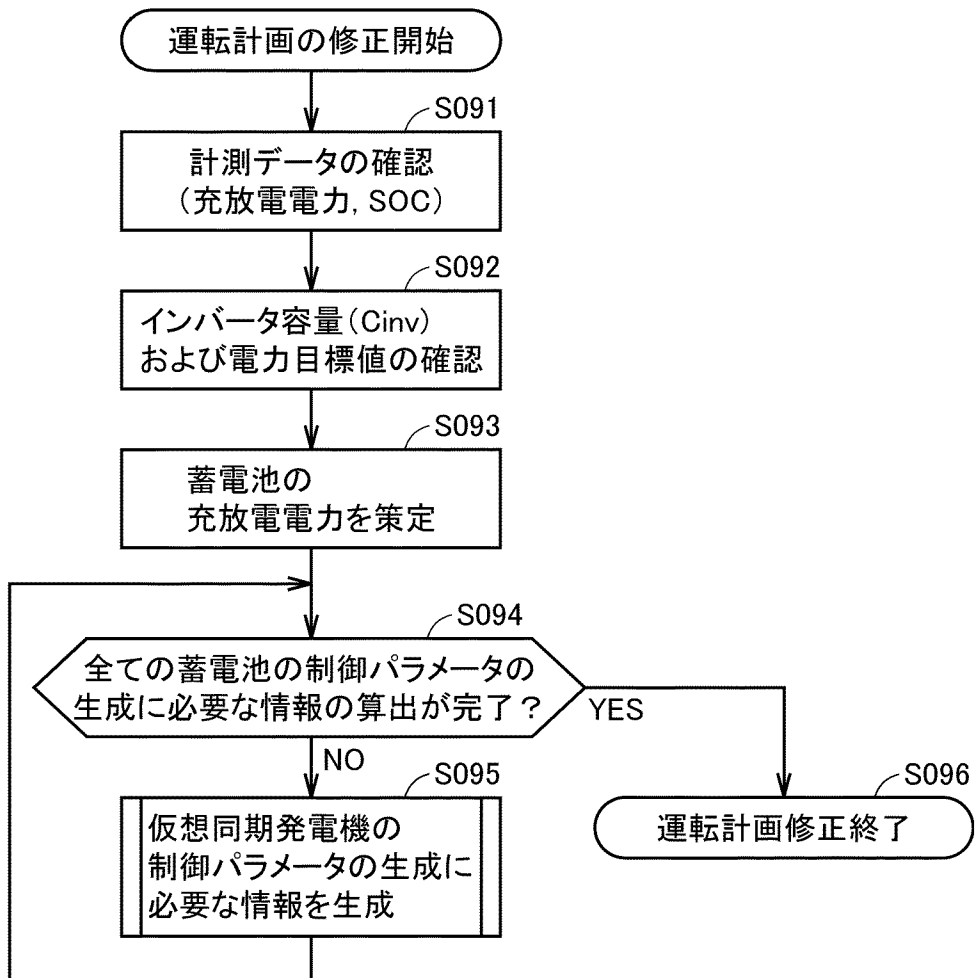 運転計画の修正開始
S091
計測データの確認
(充放電電力, SOC)
S092
インバータ容量(Cinv)
および電力目標値の確認
S093
蓄電池の
充放電電力を策定
S094
全ての蓄電池の制御パラメータの
生成に必要な情報の算出が完了?
YES
NO
S095
仮想同期発電機の
制御パラメータの生成に
必要な情報を生成
S096
運転計画修正終了